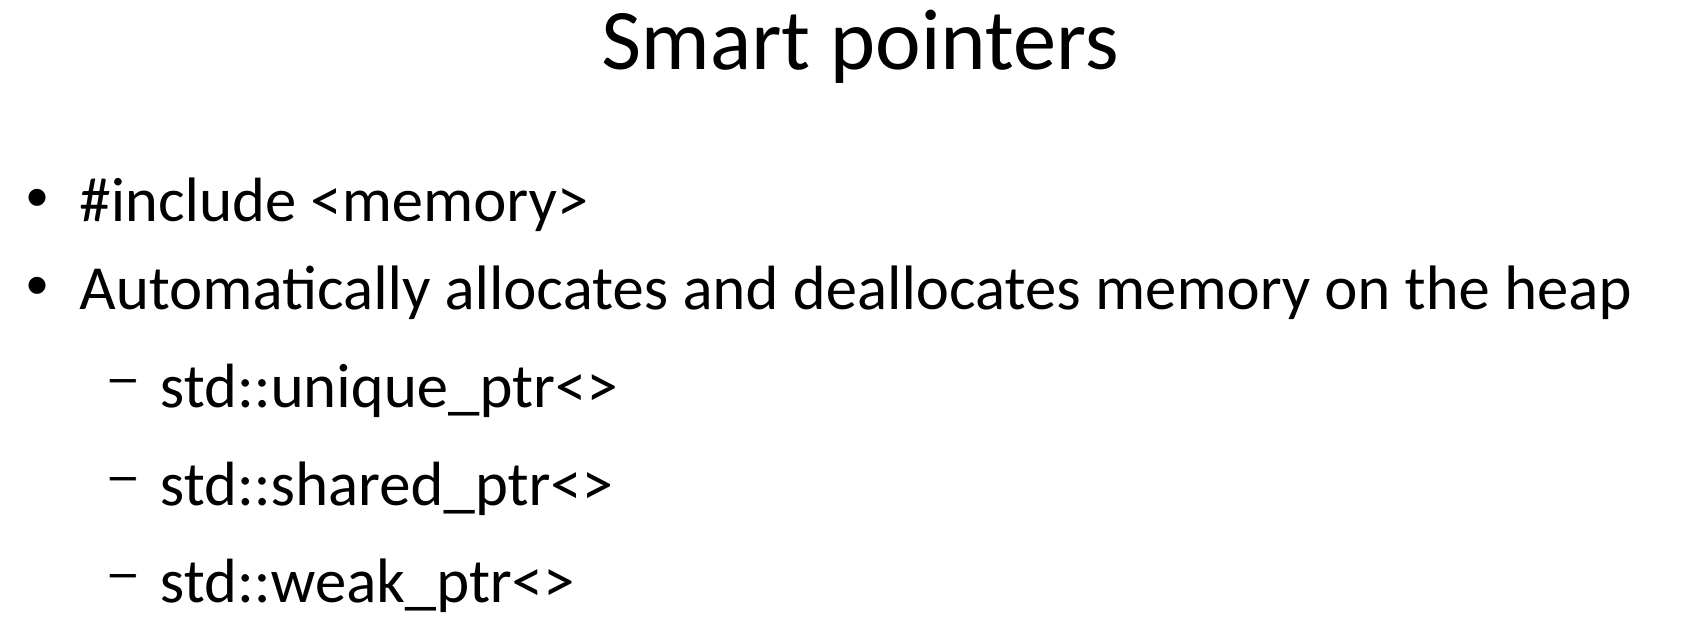 Smart pointers
• #include <memory>
• Automatically allocates and deallocates memory on the heap
– std::unique_ptr<>
– std::shared_ptr<>
– std::weak_ptr<>